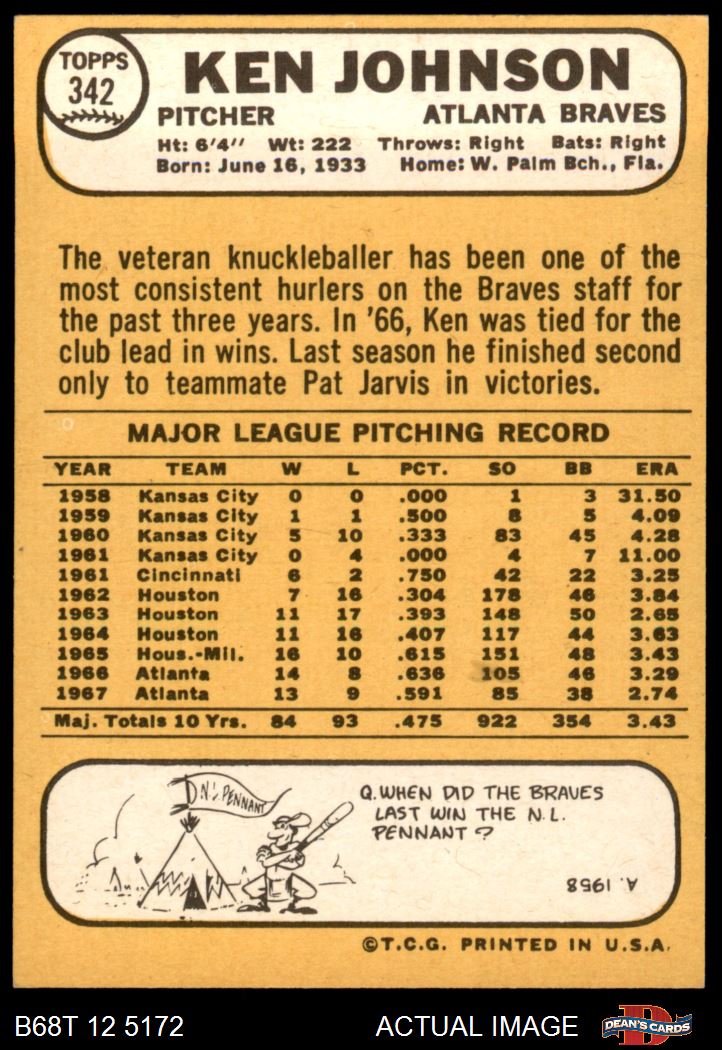 TOPPS
342
KEN JOHNSON
PITCHER ATLANTA BRAVES
Ht: 6'4" Wt: 222 Throws: Right Bats: Right
Born: June 16, 1933 Home: W. Palm Bch., Fla.
The veteran knuckleballer has been one of the
most consistent hurlers on the Braves staff for
the past three years. In '66, Ken was tied for the
club lead in wins. Last season he finished second
only to teammate Pat Jarvis in victories.
MAJOR LEAGUE PITCHING RECORD
YEAR TEAM W L PCT. SO BB ERA
1958 Kansas City 0 0 .000 1 3 31.50
1959 Kansas City 1 1 .500 8 5 4.09
1960 Kansas City 5 10 .333 83 45 4.28
1961 Kansas City 0 4 .000 4 7 11.00
1961 Cincinnati 6 2 .750 42 22 3.25
1962 Houston 7 16 .304 178 46 3.84
1963 Houston 11 17 .393 148 50 2.65
1964 Houston 11 16 .407 117 44 3.63
1965 Hous.-Mil. 16 10 .615 151 48 3.43
1966 Atlanta 14 8 .636 105 46 3.29
1967 Atlanta 13 9 .591 85 38 2.74
Maj. Totals 10 Yrs. 84 93 .475 922 354 3.43
N.L. PENNANT
Q. WHEN DID THE BRAVES
LAST WIN THE N.L.
PENNANT?
A. 1958
©T.C.G. PRINTED IN U.S.A.
B68T 12 5172 ACTUAL IMAGE
D
DEAN'S CARDS